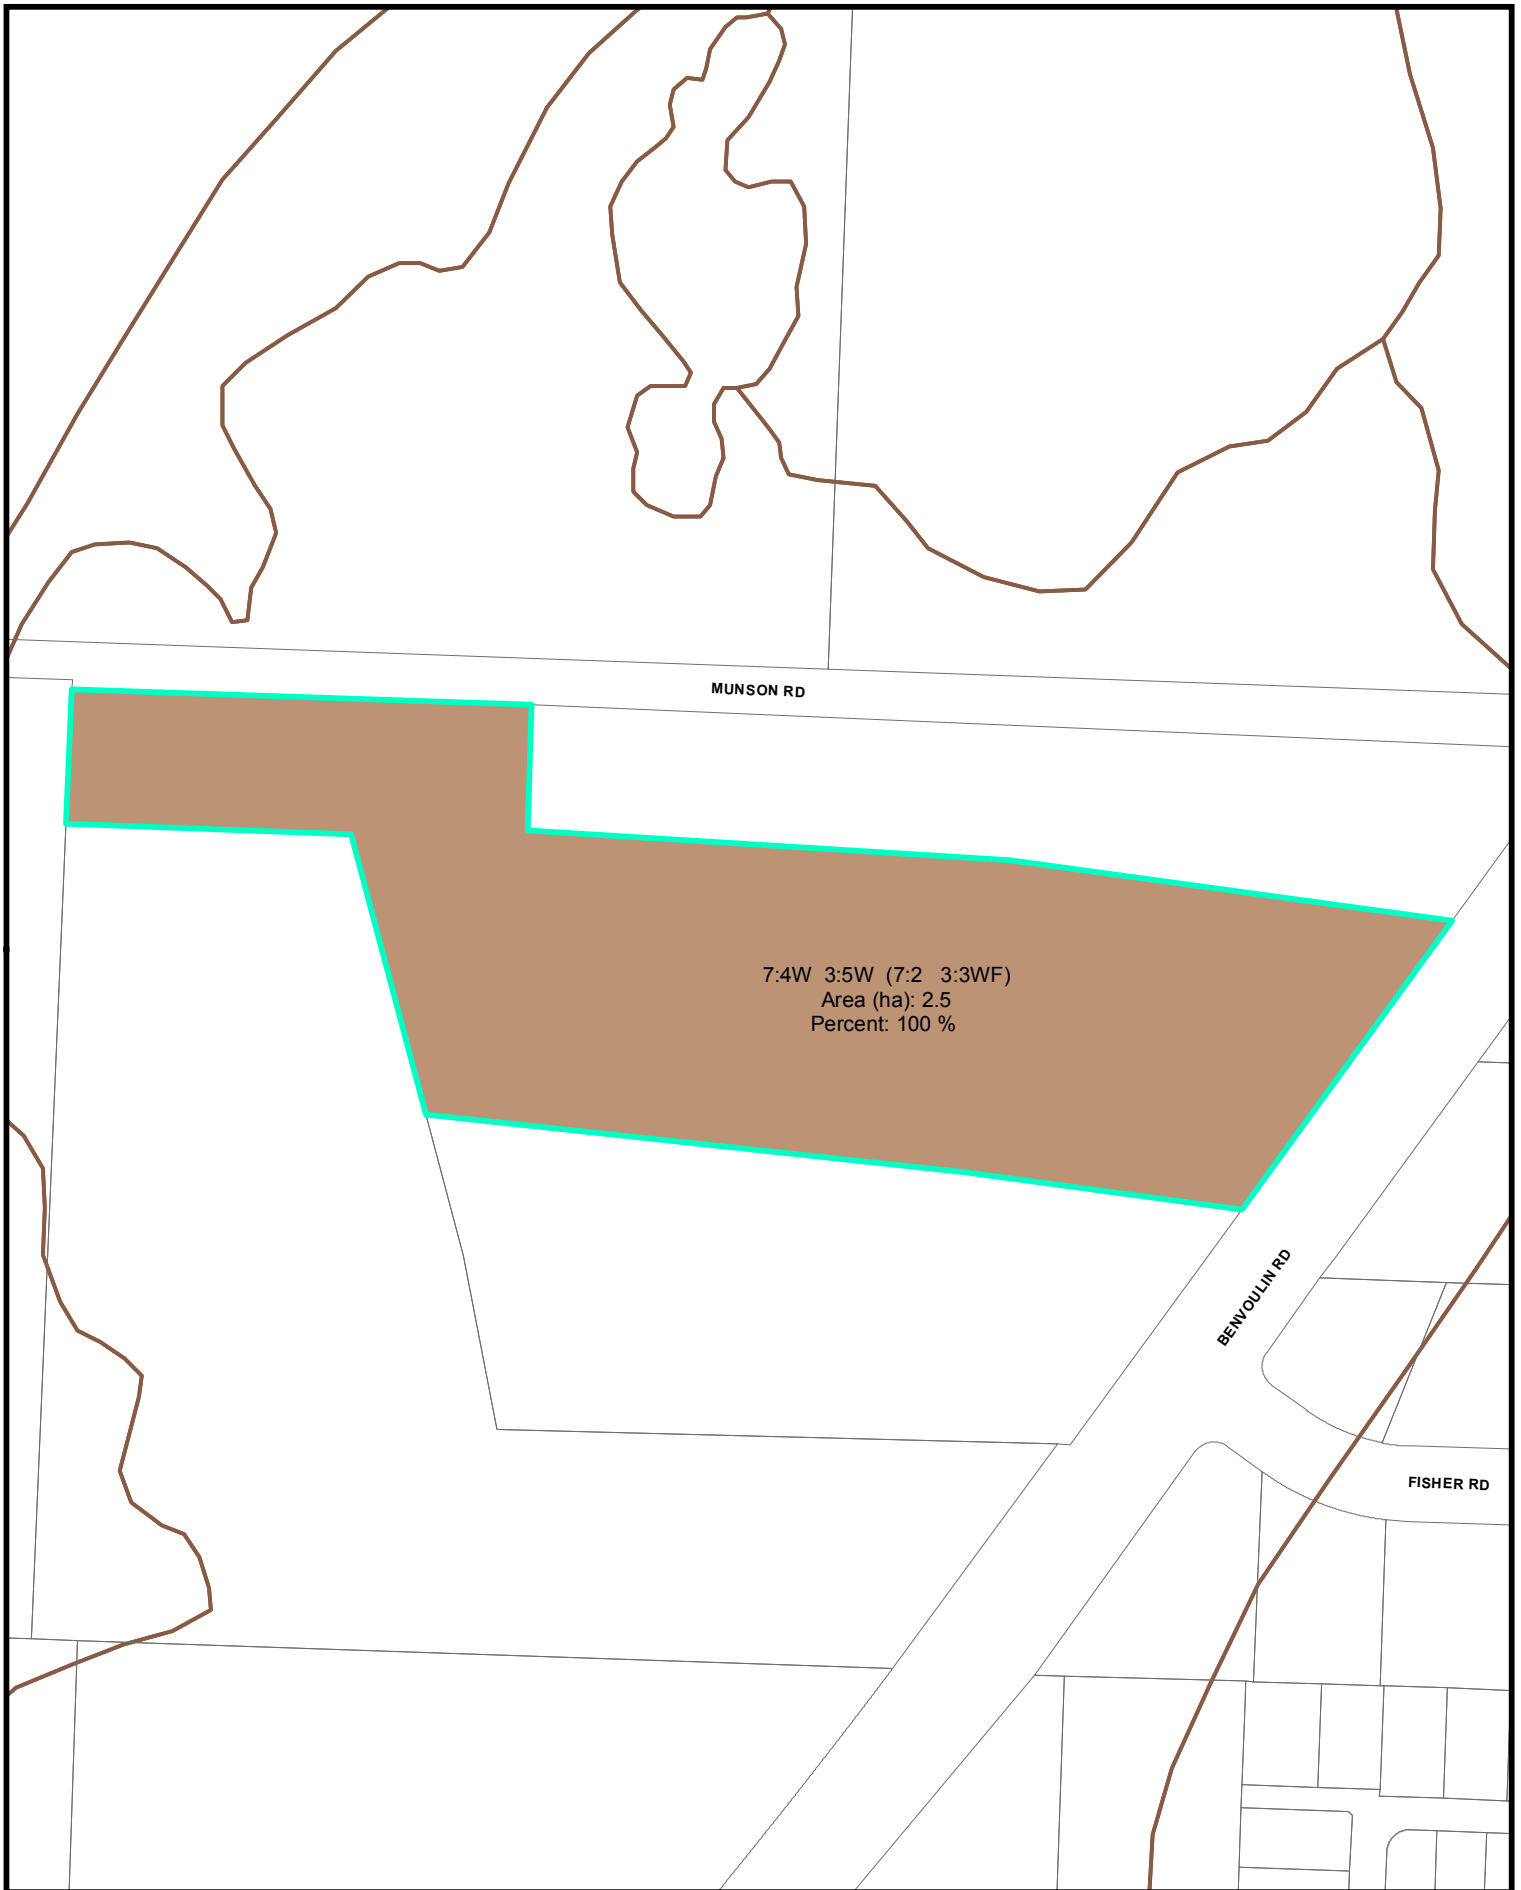 MUNSON RD
7:4W 3:5W (7:2 3:3WF)
Area (ha): 2.5
Percent: 100 %
BENVOULIN RD
FISHER RD